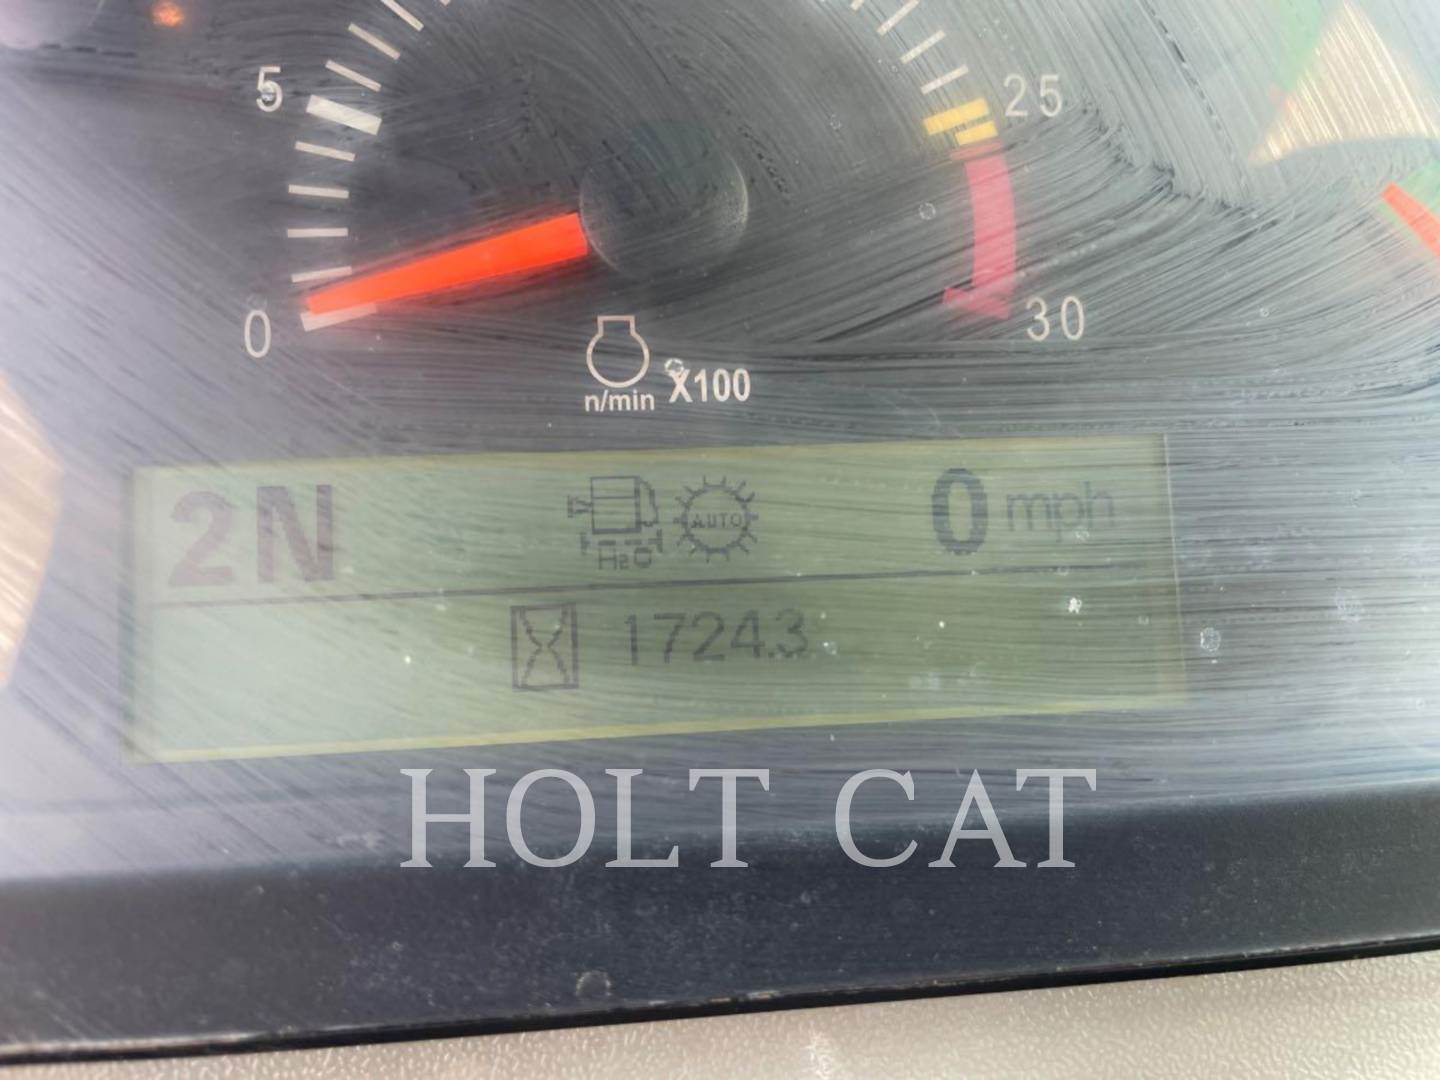 5
25
0
30
n/min X100
2N
AUTO
H2O
0 mph
1724.3
HOLT CAT